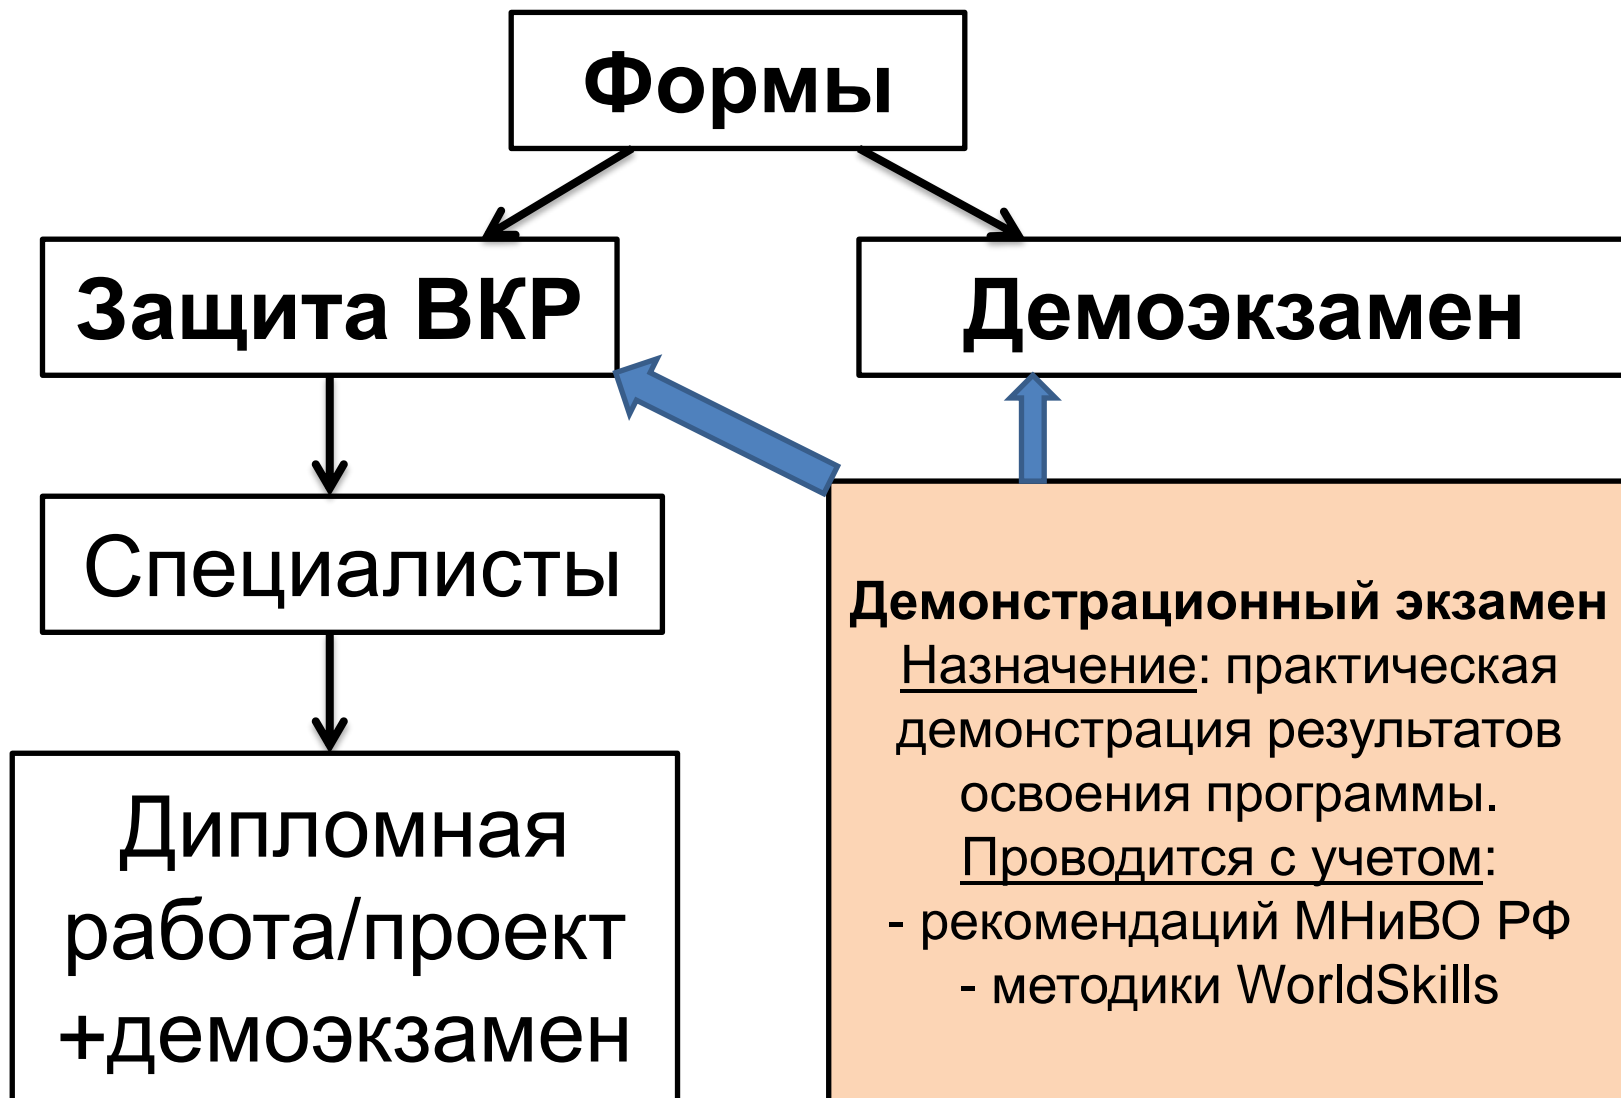 Формы
Защита ВКР
Демоэкзамен
Специалисты
Дипломная
работа/проект
+демоэкзамен
Демонстрационный экзамен
Назначение: практическая
демонстрация результатов
освоения программы.
Проводится с учетом:
- рекомендаций МНиВО РФ
- методики WorldSkills